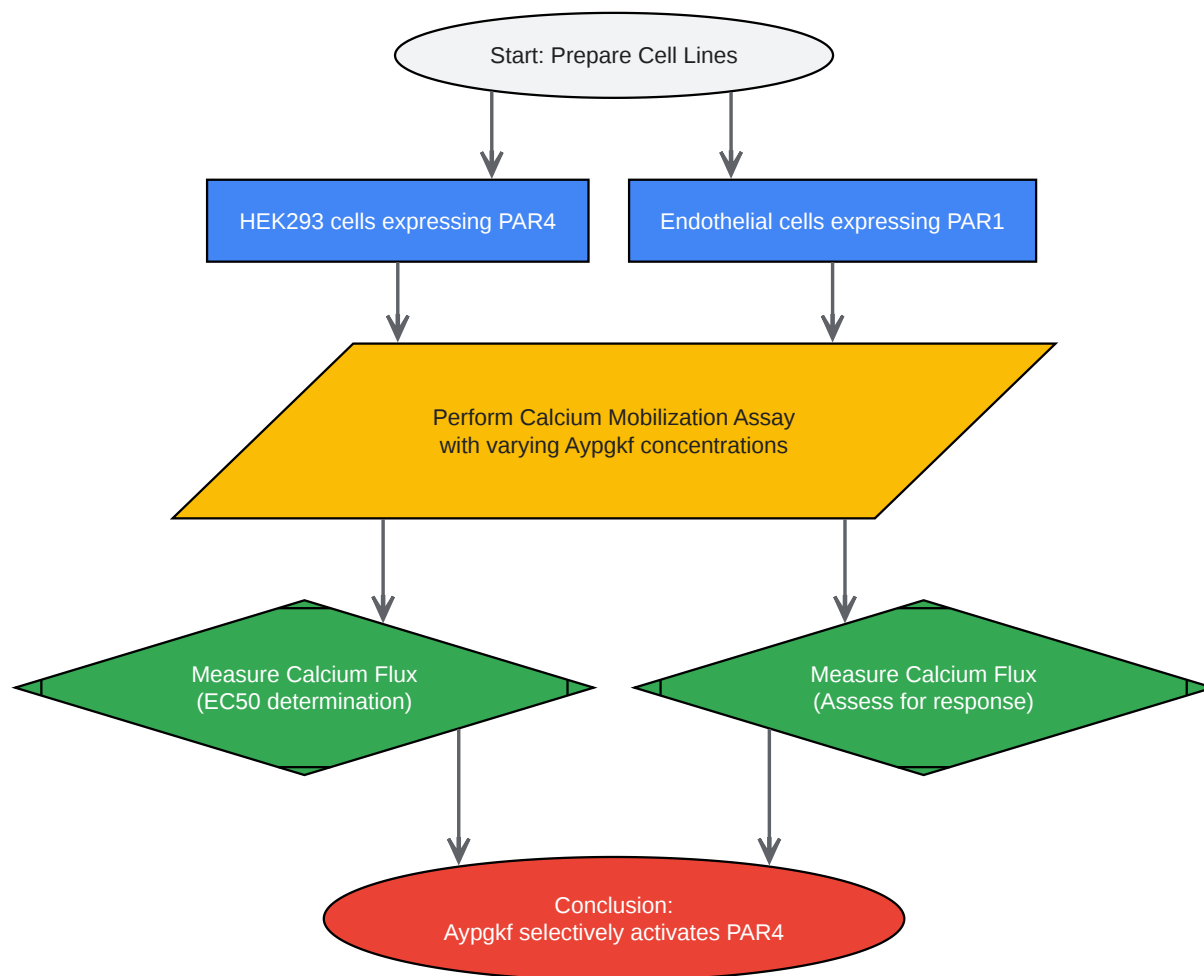 Start: Prepare Cell Lines
HEK293 cells expressing PAR4
Endothelial cells expressing PAR1
Perform Calcium Mobilization Assay
with varying Aypgkf concentrations
Measure Calcium Flux
(EC50 determination)
Measure Calcium Flux
(Assess for response)
Conclusion:
Aypgkf selectively activates PAR4